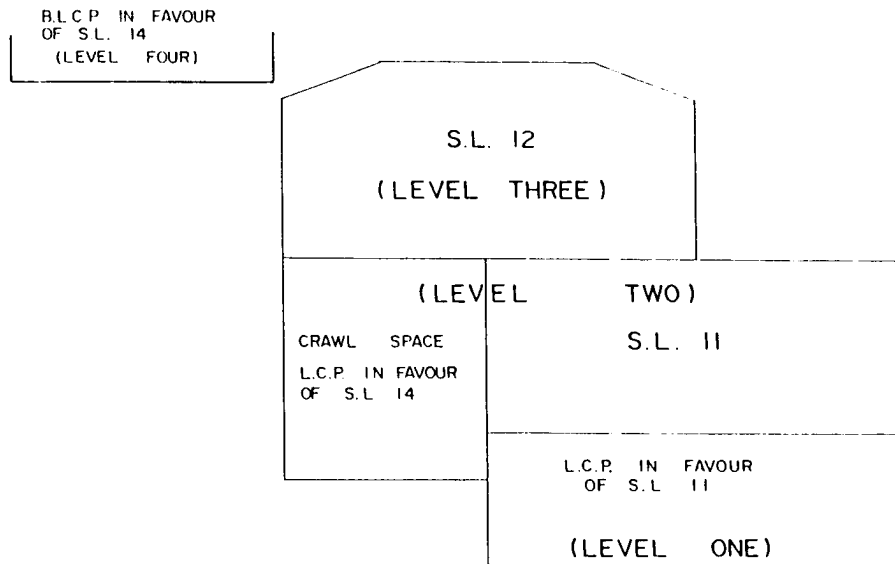 B.L.C.P. IN FAVOUR
OF S.L. 14
(LEVEL FOUR)
S.L. 12
(LEVEL THREE)
(LEVEL TWO)
CRAWL SPACE
L.C.P. IN FAVOUR
OF S.L 14
S.L. 11
L.C.P. IN FAVOUR
OF S.L 11
(LEVEL ONE)